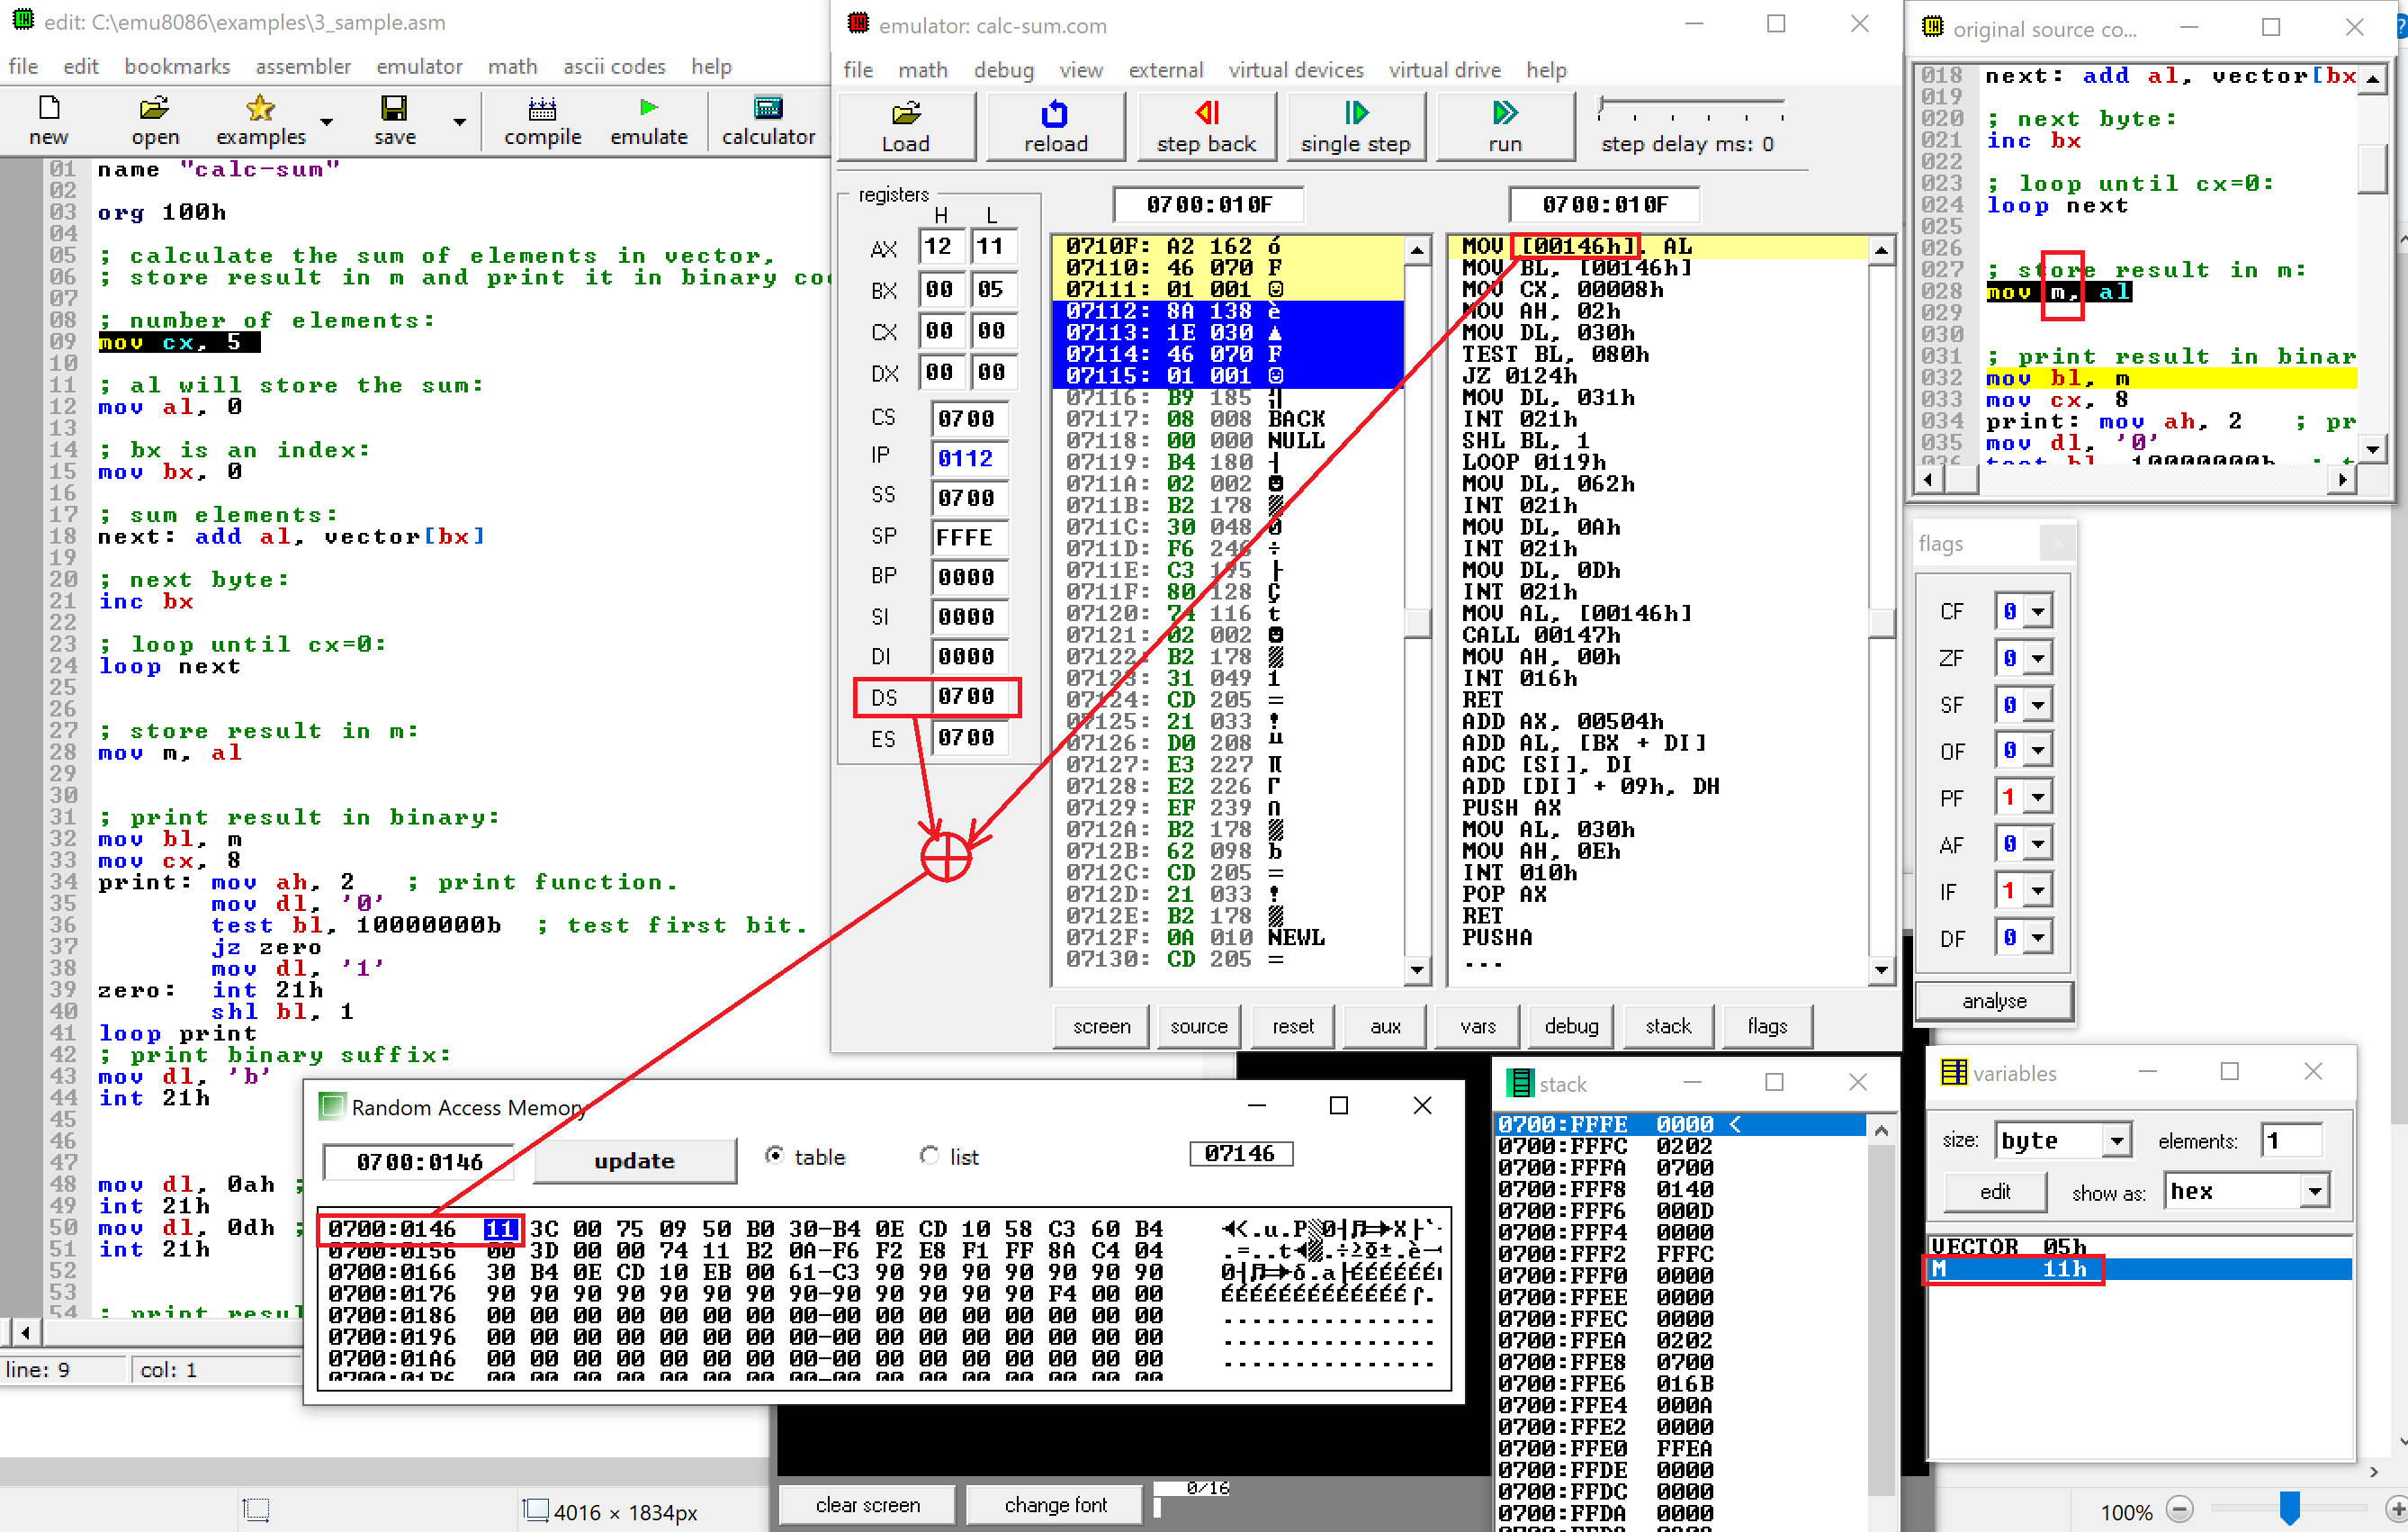 edit: C:\emu8086\examples\3_sample.asm
file edit bookmarks assembler emulator math ascii codes help
new open examples save compile emulate calculator
01 name "calc-sum"
02
03 org 100h
04
05 ; calculate the sum of elements in vector,
06 ; store result in m and print it in binary co
07
08 ; number of elements:
09 mov cx, 5
10
11 ; al will store the sum:
12 mov al, 0
13
14 ; bx is an index:
15 mov bx, 0
16
17 ; sum elements:
18 next: add al, vector[bx]
19
20 ; next byte:
21 inc bx
22
23 ; loop until cx=0:
24 loop next
25
26
27 ; store result in m:
28 mov m, al
29
30
31 ; print result in binary:
32 mov bl, m
33 mov cx, 8
34 print: mov ah, 2 ; print function.
35 mov dl, '0'
36 test bl, 10000000b ; test first bit.
37 jz zero
38 mov dl, '1'
39 zero: int 21h
40 shl bl, 1
41 loop print
42 ; print binary suffix:
43 mov dl, 'b'
44 int 21h
45
46
47
48 mov dl, 0ah ;
49 int 21h
50 mov dl, 0dh ;
51 int 21h
52
53
54 ; print resu
line: 9 col: 1
4016 × 1834px
emulator: calc-sum.com
file math debug view external virtual devices virtual drive help
Load reload step back single step run step delay ms: 0
registers
H L
AX 12 11
BX 00 05
CX 00 00
DX 00 00
CS 0700
IP 0112
SS 0700
SP FFFE
BP 0000
SI 0000
DI 0000
DS 0700
ES 0700
0700:010F
0710F: A2 162 ó
07110: 46 070 F
07111: 01 001 ☺
07112: 8A 138 è
07113: 1E 030 ▲
07114: 46 070 F
07115: 01 001 ☺
07116: B9 185 ╣
07117: 08 008 BACK
07118: 00 000 NULL
07119: B4 180 ┤
0711A: 02 002 ☻
0711B: B2 178 ▓
0711C: 30 048 0
0711D: F6 246 ÷
0711E: C3 195 ├
0711F: 80 128 Ç
07120: 74 116 t
07121: 02 002 ☻
07122: B2 178 ▓
07123: 31 049 1
07124: CD 205 =
07125: 21 033 !
07126: D0 208 ╨
07127: E3 227 π
07128: E2 226 Γ
07129: EF 239 ∩
0712A: B2 178 ▓
0712B: 62 098 b
0712C: CD 205 =
0712D: 21 033 !
0712E: B2 178 ▓
0712F: 0A 010 NEWL
07130: CD 205 =
0700:010F
MOV [00146h], AL
MOV BL, [00146h]
MOV CX, 00008h
MOV AH, 02h
MOV DL, 030h
TEST BL, 080h
JZ 0124h
MOV DL, 031h
INT 021h
SHL BL, 1
LOOP 0119h
MOV DL, 062h
INT 021h
MOV DL, 0Ah
INT 021h
MOV DL, 0Dh
INT 021h
MOV AL, [00146h]
CALL 00147h
MOV AH, 00h
INT 016h
RET
ADD AX, 00504h
ADD AL, [BX + DI]
ADC [SI], DI
ADD [DI] + 09h, DH
PUSH AX
MOV AL, 030h
MOV AH, 0Eh
INT 010h
POP AX
RET
PUSHA
...
screen source reset aux vars debug stack flags
original source co...
018 next: add al, vector[bx
019
020 ; next byte:
021 inc bx
022
023 ; loop until cx=0:
024 loop next
025
026
027 ; store result in m:
028 mov m, al
029
030
031 ; print result in binar
032 mov bl, m
033 mov cx, 8
034 print: mov ah, 2 ; pr
035 mov dl, '0'
036 test bl, 10000000b ; t
flags
CF 0
ZF 0
SF 0
OF 0
PF 1
AF 0
IF 1
DF 0
analyse
Random Access Memory
0700:0146 update table list 07146
0700:0146 11 3C 00 75 09 50 B0 30-B4 0E CD 10 58 C3 60 B4
0700:0156 00 3D 00 00 74 11 B2 0A-F6 F2 E8 F1 FF 8A C4 04
0700:0166 30 B4 0E CD 10 EB 00 61-C3 90 90 90 90 90 90 90
0700:0176 90 90 90 90 90 90 90 90-90 90 90 90 90 F4 00 00
0700:0186 00 00 00 00 00 00 00 00-00 00 00 00 00 00 00 00
0700:0196 00 00 00 00 00 00 00 00-00 00 00 00 00 00 00 00
0700:01A6 00 00 00 00 00 00 00 00-00 00 00 00 00 00 00 00
0700:01B6 00 00 00 00 00 00 00 00-00 00 00 00 00 00 00 00
stack
0700:FFFE 0000 <
0700:FFFC 0202
0700:FFFA 0700
0700:FFF8 0140
0700:FFF6 000D
0700:FFF4 0000
0700:FFF2 FFFC
0700:FFF0 0000
0700:FFEE 0000
0700:FFEC 0000
0700:FFEA 0202
0700:FFE8 0700
0700:FFE6 016B
0700:FFE4 000A
0700:FFE2 0000
0700:FFE0 FFEA
0700:FFDE 0000
0700:FFDC 0000
0700:FFDA 0000
variables
size: byte elements: 1
edit show as: hex
VECTOR 05h
M 11h
clear screen change font 0/16
100%